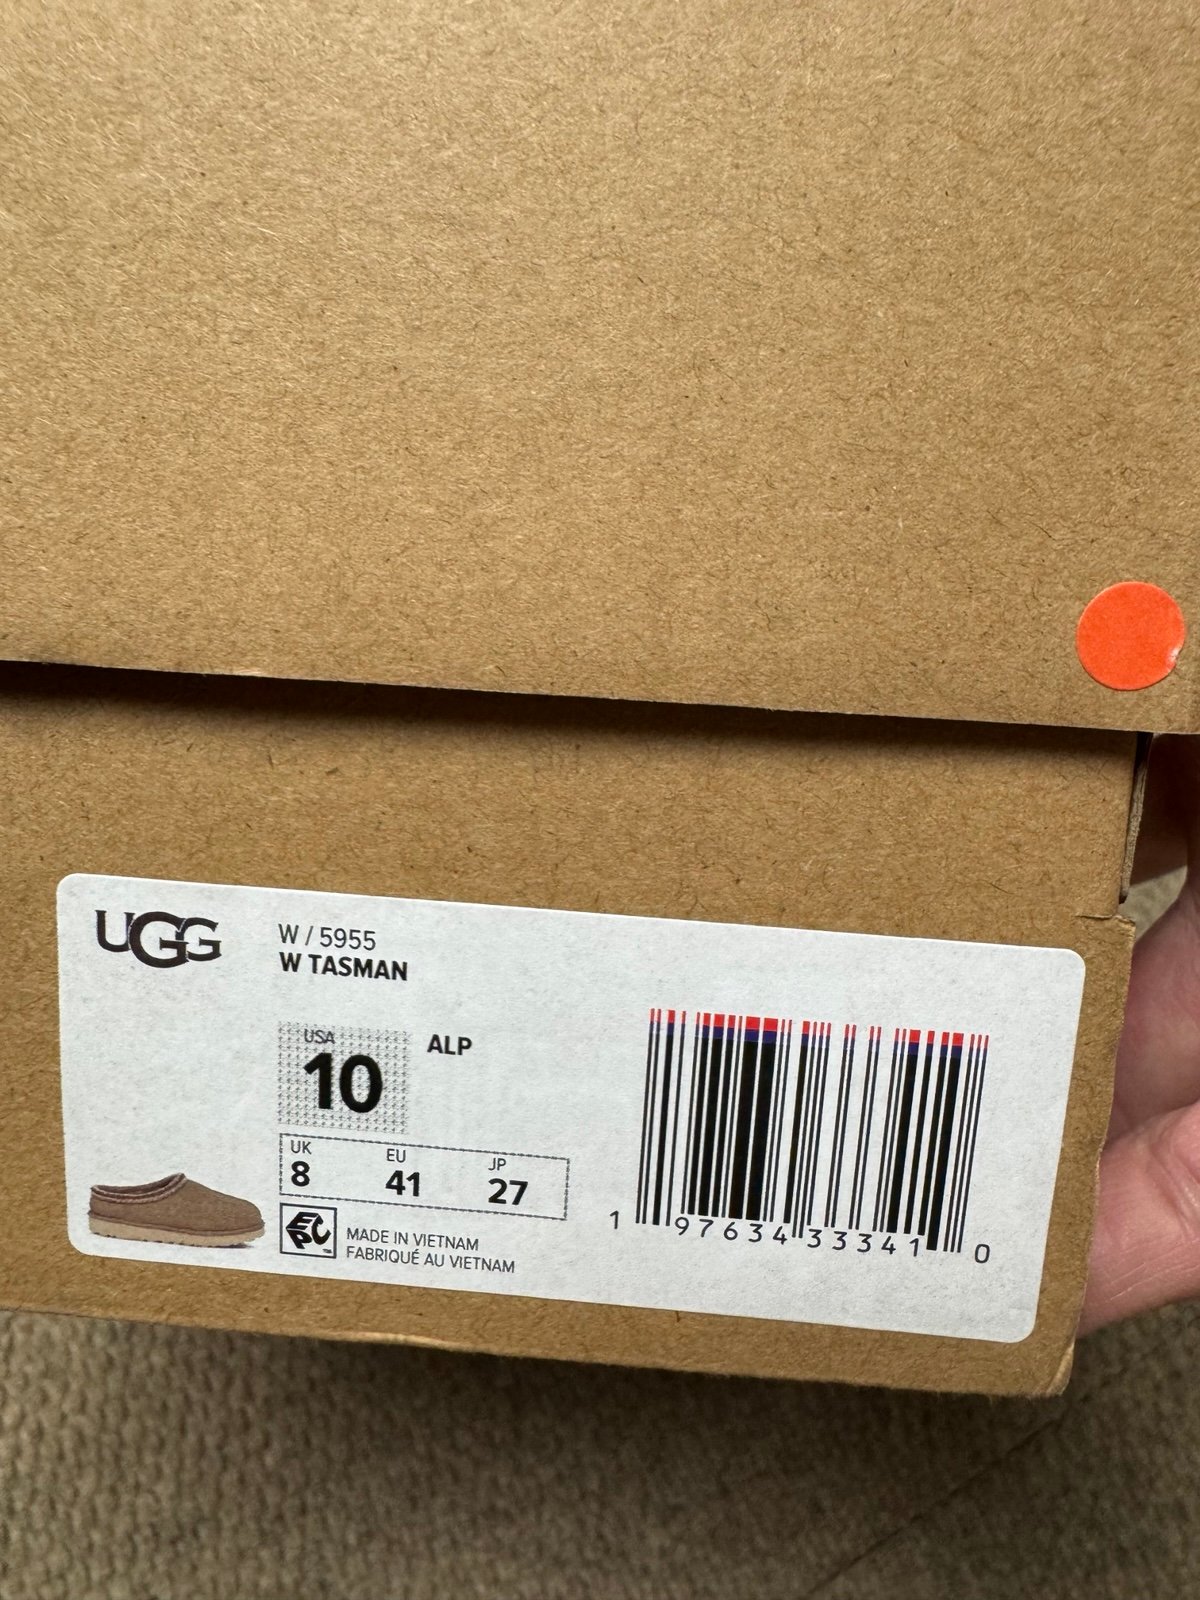 UGG
W / 5955
W TASMAN
USA
10
ALP
UK
8
EU
41
JP
27
EPC
MADE IN VIETNAM
FABRIQUÉ AU VIETNAM
1 97634 33341 0